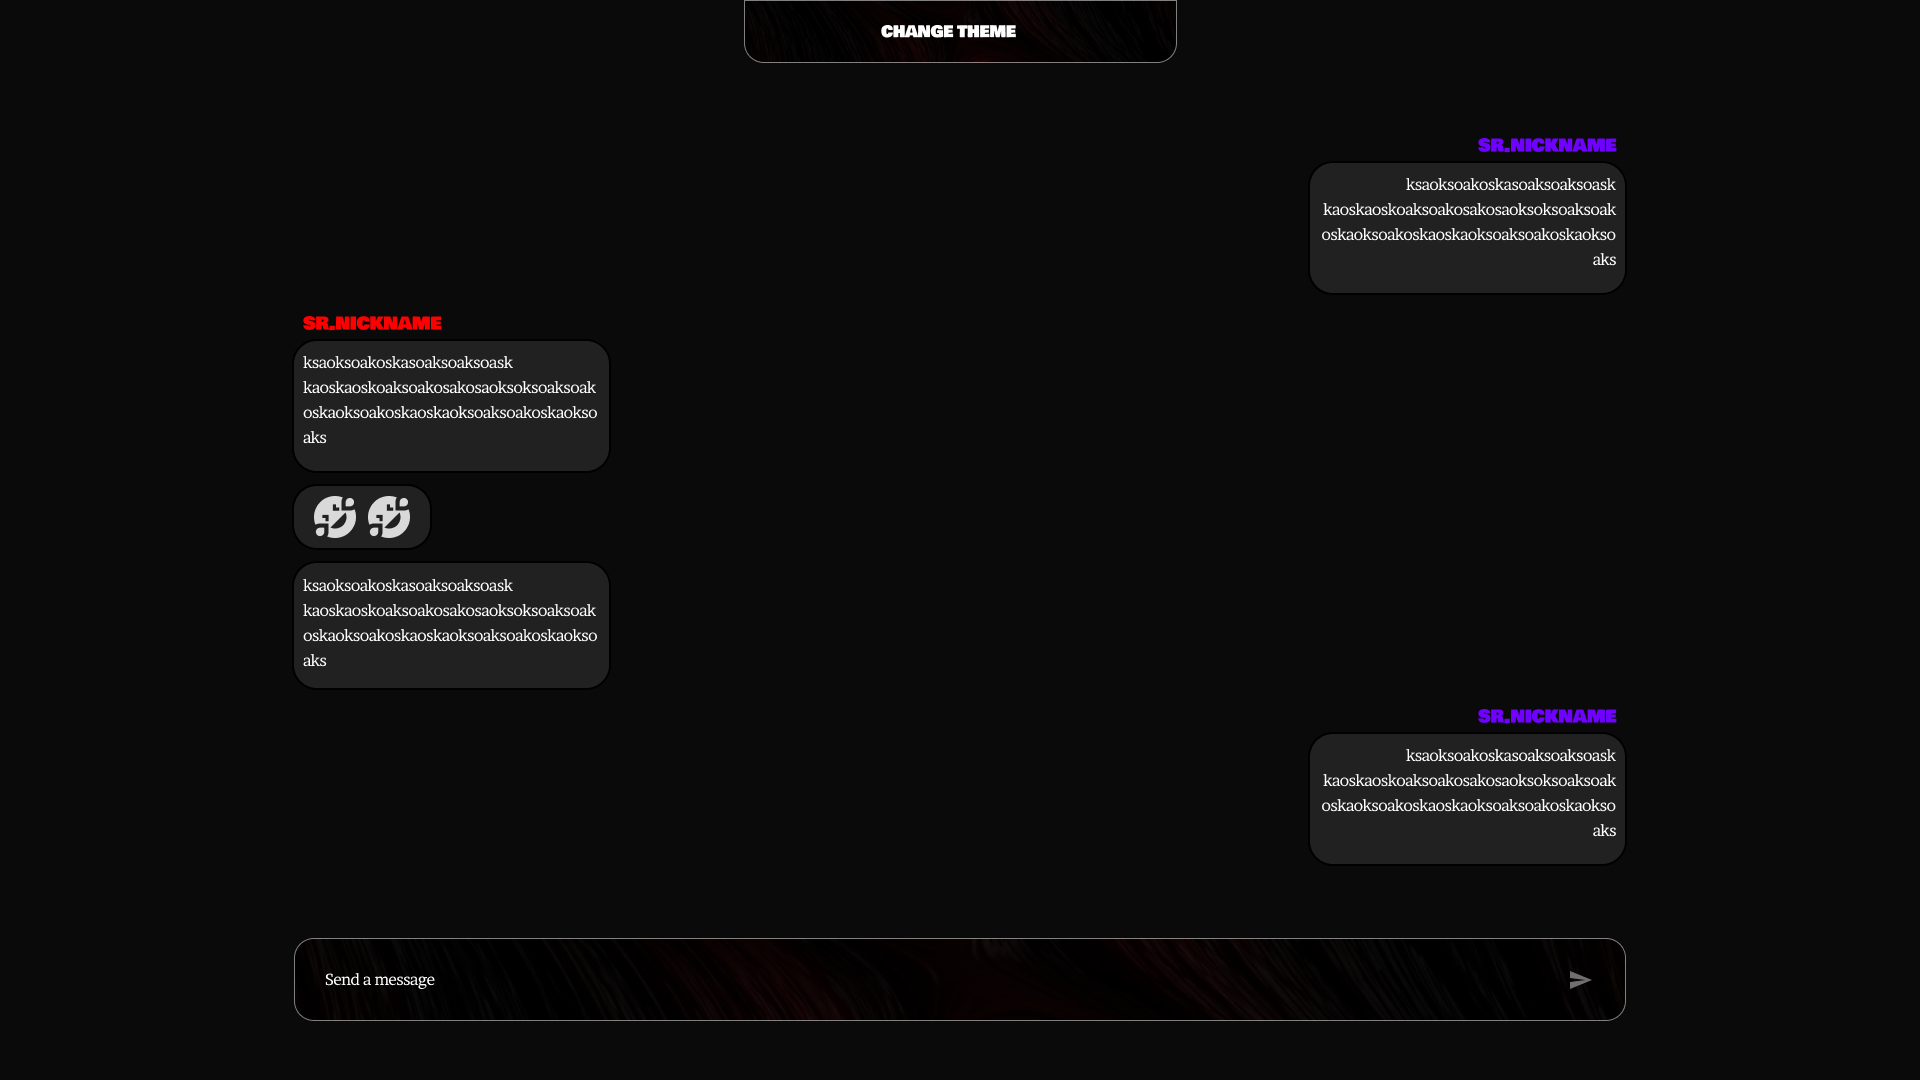 CHANGE THEME
SR.NICKNAME
ksaoksoakoskasoaksoaksoask
kaoskaoskoaksoakosakosaoksoksoaksoak
oskaoksoakoskaoskaoksoaksoakoskaokso
aks
SR.NICKNAME
ksaoksoakoskasoaksoaksoask
kaoskaoskoaksoakosakosaoksoksoaksoak
oskaoksoakoskaoskaoksoaksoakoskaokso
aks
ksaoksoakoskasoaksoaksoask
kaoskaoskoaksoakosakosaoksoksoaksoak
oskaoksoakoskaoskaoksoaksoakoskaokso
aks
SR.NICKNAME
ksaoksoakoskasoaksoaksoask
kaoskaoskoaksoakosakosaoksoksoaksoak
oskaoksoakoskaoskaoksoaksoakoskaokso
aks
Send a message